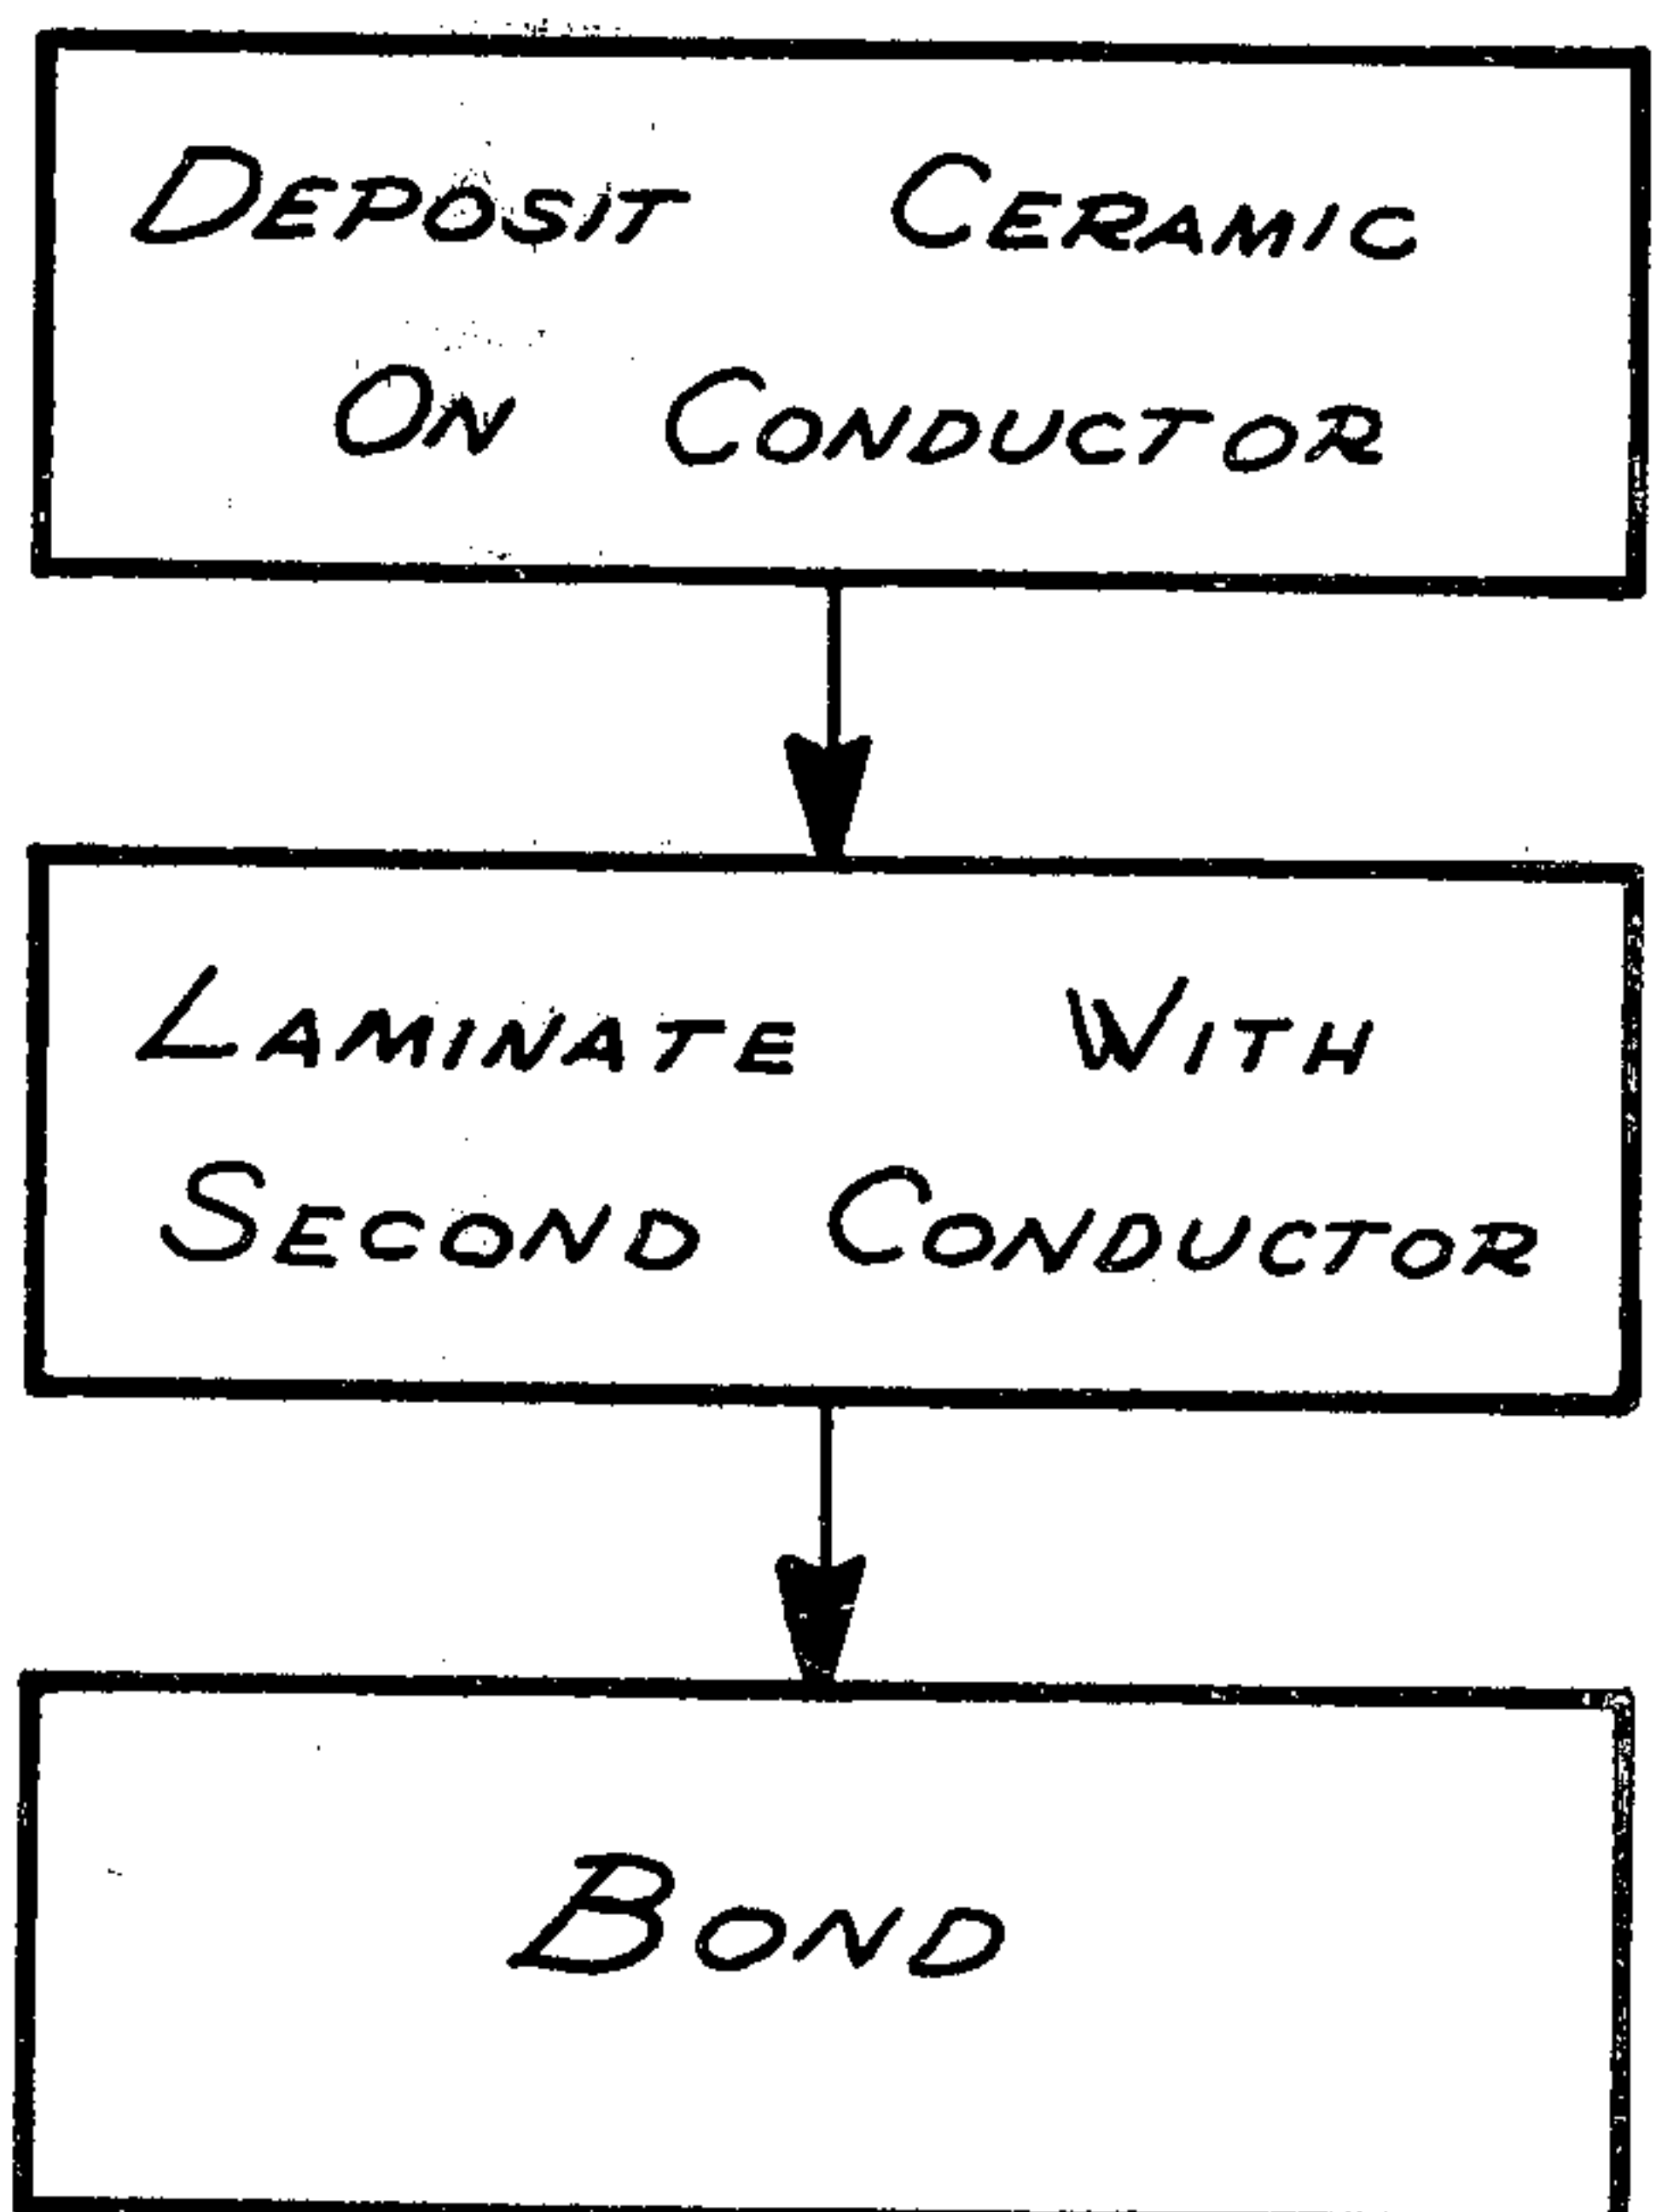 DEPOSIT CERAMIC
ON CONDUCTOR
LAMINATE WITH
SECOND CONDUCTOR
BOND